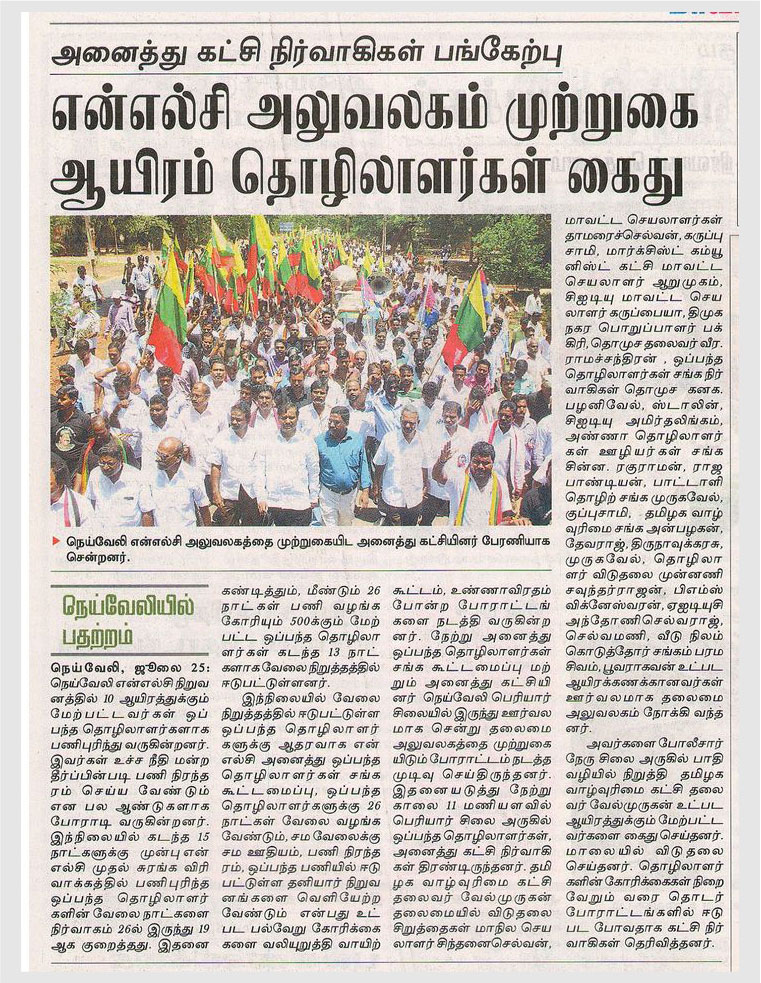 அனைத்து கட்சி நிர்வாகிகள் பங்கேற்பு
என்எல்சி அலுவலகம் முற்றுகை
ஆயிரம் தொழிலாளர்கள் கைது
நெய்வேலி என்எல்சி அலுவலகத்தை முற்றுகையிட அனைத்து கட்சியினர் பேரணியாக
சென்றனர்.
நெய்வேலியில்
பதற்றம்
நெய்வேலி, ஜூலை 25:
நெய்வேலி என்எல்சி நிறுவ
னத்தில் 10 ஆயிரத்துக்கும்
மேற்பட்டவர்கள் ஒப்
பந்த தொழிலாளர்களாக
பணிபுரிந்து வருகின்றனர்.
இவர்கள் உச்ச நீதி மன்ற
தீர்ப்பின்படி பணி நிரந்த
ரம் செய்ய வேண்டும்
என பல ஆண்டுகளாக
போராடி வருகின்றனர்.
இந்நிலையில் கடந்த 15
நாட்களுக்கு முன்பு என்
எல்சி முதல் சுரங்க விரி
வாக்கத்தில் பணிபுரிந்த
ஒப்பந்த தொழிலாளர்
களின் வேலை நாட்களை
நிர்வாகம் 26ல் இருந்து 19
ஆக குறைத்தது. இதனை
கண்டித்தும், மீண்டும் 26
நாட்கள் பணி வழங்க
கோரியும் 500க்கும் மேற்
பட்ட ஒப்பந்த தொழிலா
ளர்கள் கடந்த 13 நாட்
களாக வேலை நிறுத்தத்தில்
ஈடுபட்டுள்ளனர்.
இந்நிலையில் வேலை
நிறுத்தத்தில் ஈடுபட்டுள்ள
ஒப்பந்த தொழிலாளர்
களுக்கு ஆதரவாக என்
எல்சி அனைத்து ஒப்பந்த
தொழிலாளர்கள் சங்க
கூட்டமைப்பு, ஒப்பந்த
தொழிலாளர்களுக்கு 26
நாட்கள் வேலை வழங்க
வேண்டும், சம வேலைக்கு
சம ஊதியம், பணி நிரந்த
ரம், ஒப்பந்த பணியில் ஈடு
பட்டுள்ள தனியார் நிறுவ
னங்களை வெளியேற்ற
வேண்டும் என்பது உட்
பட பல்வேறு கோரிக்கை
களை வலியுறுத்தி வாயிற்
கூட்டம், உண்ணாவிரதம்
போன்ற போராட்டங்
களை நடத்தி வருகின்ற
னர். நேற்று அனைத்து
ஒப்பந்த தொழிலாளர்கள்
சங்க கூட்டமைப்பு மற்
றும் அனைத்து கட்சியி
னர் நெய்வேலி பெரியார்
சிலையில் இருந்து ஊர்வல
மாக சென்று தலைமை
அலுவலகத்தை முற்றுகை
யிடும் போராட்டம் நடத்த
முடிவு செய்திருந்தனர்.
இதனையடுத்து நேற்று
காலை 11 மணியளவில்
பெரியார் சிலை அருகில்
ஒப்பந்த தொழிலாளர்கள்,
அனைத்து கட்சி நிர்வாகி
கள் திரண்டிருந்தனர். தமி
ழக வாழ்வுரிமை கட்சி
தலைவர் வேல்முருகன்
தலைமையில் விடுதலை
சிறுத்தைகள் மாநில செய
லாளர் சிந்தனைசெல்வன்,
மாவட்ட செயலாளர்கள்
தாமரைச்செல்வன், கருப்பு
சாமி, மார்க்சிஸ்ட் கம்யூ
னிஸ்ட் கட்சி மாவட்ட
செயலாளர் ஆறுமுகம்,
சிஐடியு மாவட்ட செய
லாளர் கருப்பையா, திமுக
நகர பொறுப்பாளர் பக்
கிரி, தொமுச தலைவர் வீர.
ராமச்சந்திரன் , ஒப்பந்த
தொழிலாளர்கள் சங்க நிர்
வாகிகள் தொமுச கனக.
பழனிவேல், ஸ்டாலின்,
சிஐடியு அமிர்தலிங்கம்,
அண்ணா தொழிலாளர்
கள் ஊழியர்கள் சங்க
சின்ன. ரகுராமன், ராஜ
பாண்டியன், பாட்டாளி
தொழிற் சங்க முருகவேல்,
குப்புசாமி, தமிழக வாழ்
வுரிமை சங்க அன்பழகன்,
தேவராஜ், திருநாவுக்கரசு,
முருகவேல், தொழிலா
ளர் விடுதலை முன்னணி
சவுந்தர்ராஜன், பிஎம்எஸ்
விக்னேஸ்வரன், ஏஐடியுசி
அந்தோணிசெல்வராஜ்,
செல்வமணி, வீடு நிலம்
கொடுத்தோர் சங்கம் பரம
சிவம், பூவராகவன் உட்பட
ஆயிரக்கணக்கானவர்கள்
ஊர்வலமாக தலைமை
அலுவலகம் நோக்கி வந்த
னர்.
அவர்களை போலீசார்
நேரு சிலை அருகில் பாதி
வழியில் நிறுத்தி தமிழக
வாழ்வுரிமை கட்சி தலை
வர் வேல்முருகன் உட்பட
ஆயிரத்துக்கும் மேற்பட்ட
வர்களை கைது செய்தனர்.
மாலையில் விடுதலை
செய்தனர். தொழிலாளர்
களின் கோரிக்கைகள் நிறை
வேறும் வரை தொடர்
போராட்டங்களில் ஈடு
பட போவதாக கட்சி நிர்
வாகிகள் தெரிவித்தனர்.